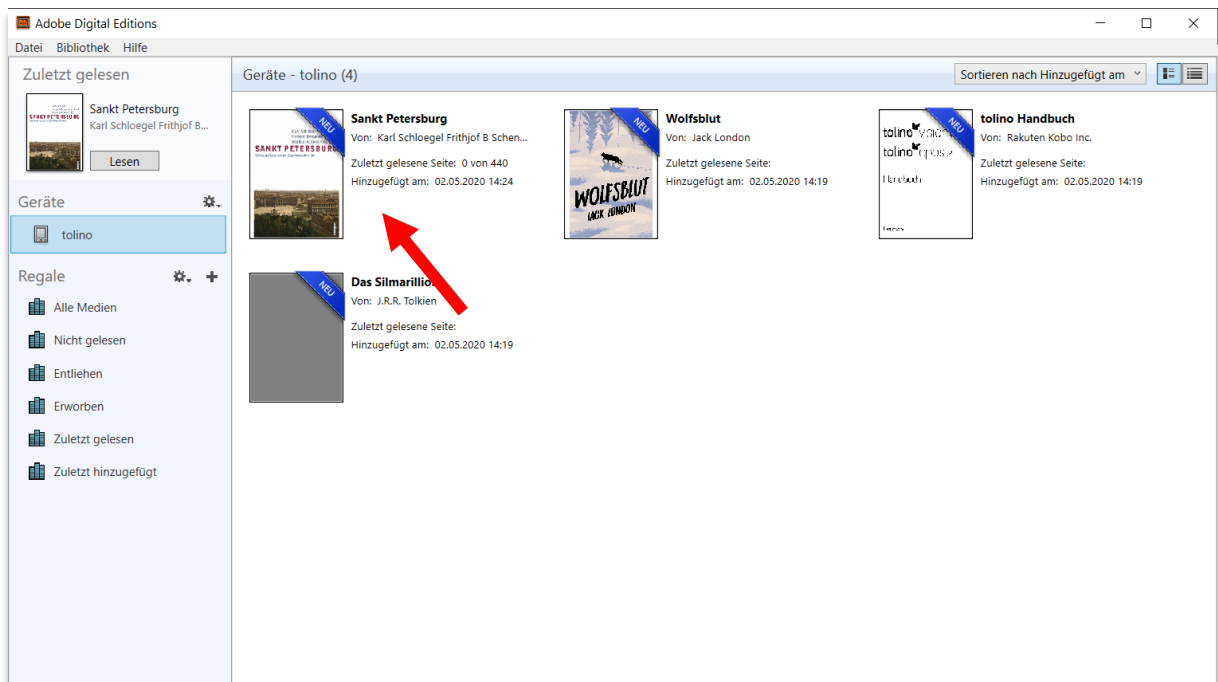 Adobe Digital Editions
Datei Bibliothek Hilfe
Zuletzt gelesen
SANKT PETERSBURG
Sankt Petersburg
Karl Schloegel Frithjof B...
Lesen
Geräte
tolino
Regale
Alle Medien
Nicht gelesen
Entliehen
Erworben
Zuletzt gelesen
Zuletzt hinzugefügt
Geräte - tolino (4)
Sortieren nach Hinzugefügt am
NEU
SANKT PETERSBURG
Sankt Petersburg
Von: Karl Schloegel Frithjof B Schen...
Zuletzt gelesene Seite: 0 von 440
Hinzugefügt am: 02.05.2020 14:24
NEU
WOLFSBLUT
JACK LONDON
Wolfsblut
Von: Jack London
Zuletzt gelesene Seite:
Hinzugefügt am: 02.05.2020 14:19
NEU
tolino
tolino
tolino Handbuch
Von: Rakuten Kobo Inc.
Zuletzt gelesene Seite:
Hinzugefügt am: 02.05.2020 14:19
NEU
Das Silmarillion
Von: J.R.R. Tolkien
Zuletzt gelesene Seite:
Hinzugefügt am: 02.05.2020 14:19